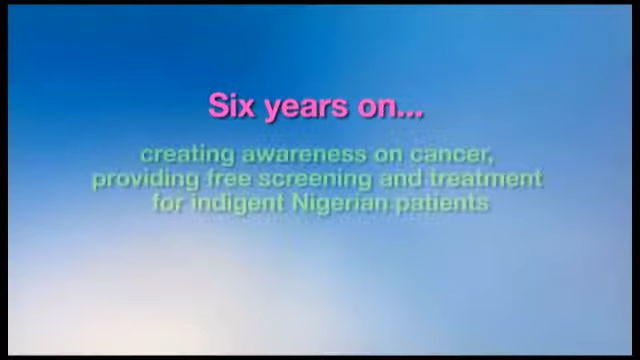 Six years on...
creating awareness on cancer,
providing free screening and treatment
for indigent Nigerian patients